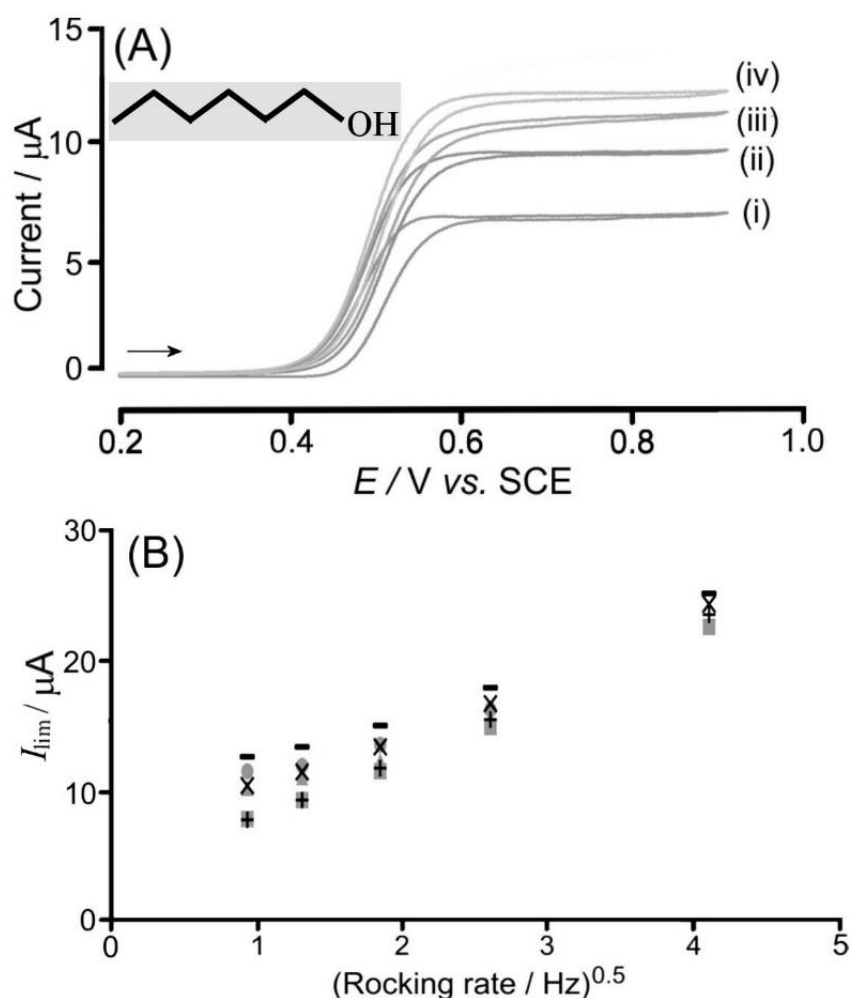 (A)
15
10
5
0
Current / µA
OH
(iv)
(iii)
(ii)
(i)
0.2 0.4 0.6 0.8 1.0
E / V vs. SCE
(B)
30
20
10
0
Ilim / µA
0 1 2 3 4 5
(Rocking rate / Hz)^0.5